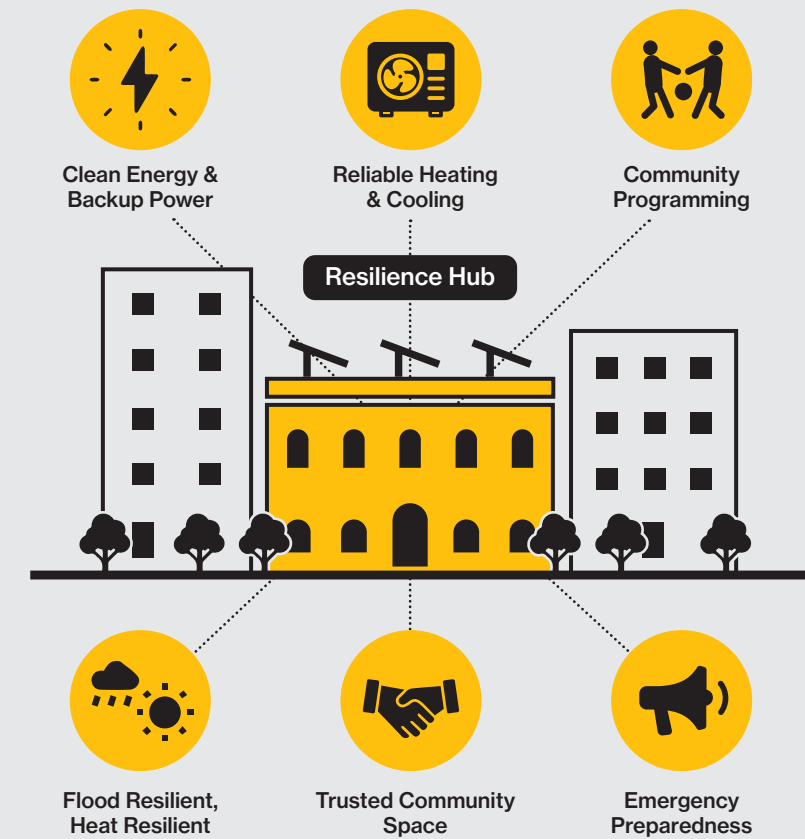 Clean Energy &
Backup Power
Reliable Heating
& Cooling
Community
Programming
Resilience Hub
Flood Resilient,
Heat Resilient
Trusted Community
Space
Emergency
Preparedness